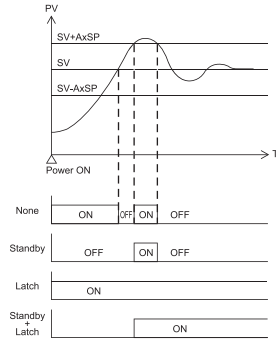 PV
SV+AxSP
SV
SV-AxSP
T
Power ON
None
ON
OFF
ON
OFF
Standby
OFF
ON
OFF
Latch
ON
Standby
+
Latch
ON